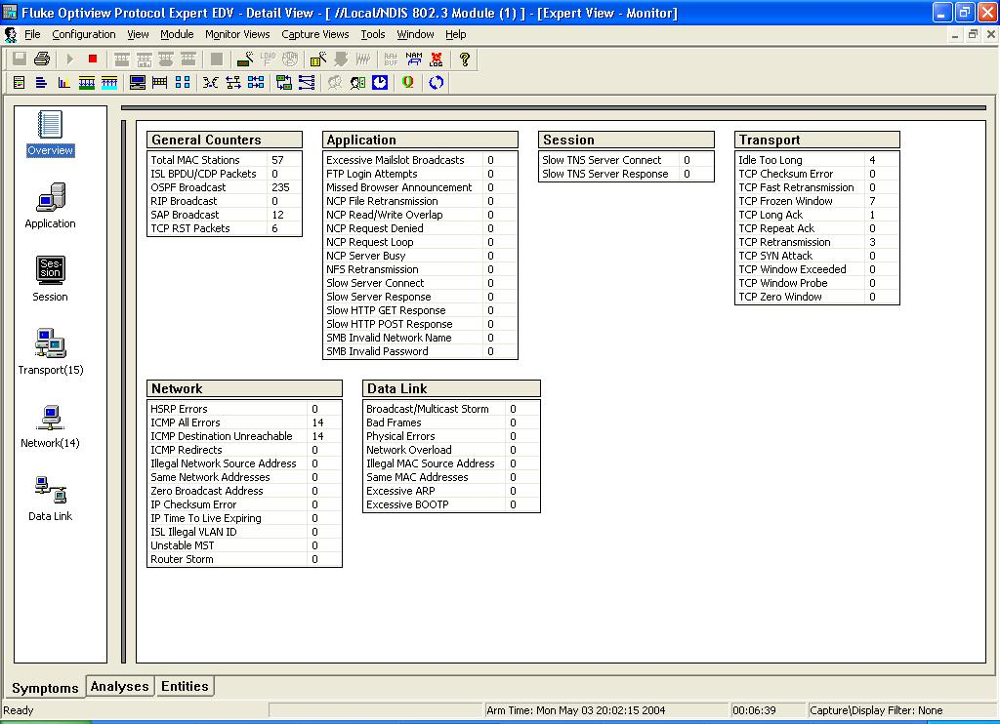 Fluke Optiview Protocol Expert EDV - Detail View - [ //Local/NDIS 802.3 Module (1) ] - [Expert View - Monitor]
File Configuration View Module Monitor Views Capture Views Tools Window Help
Overview
Application
Ses-
sion
Session
Transport(15)
Network(14)
Data Link
General Counters
Total MAC Stations 57
ISL BPDU/CDP Packets 0
OSPF Broadcast 235
RIP Broadcast 0
SAP Broadcast 12
TCP RST Packets 6
Application
Excessive Mailslot Broadcasts 0
FTP Login Attempts 0
Missed Browser Announcement 0
NCP File Retransmission 0
NCP Read/Write Overlap 0
NCP Request Denied 0
NCP Request Loop 0
NCP Server Busy 0
NFS Retransmission 0
Slow Server Connect 0
Slow Server Response 0
Slow HTTP GET Response 0
Slow HTTP POST Response 0
SMB Invalid Network Name 0
SMB Invalid Password 0
Session
Slow TNS Server Connect 0
Slow TNS Server Response 0
Transport
Idle Too Long 4
TCP Checksum Error 0
TCP Fast Retransmission 0
TCP Frozen Window 7
TCP Long Ack 1
TCP Repeat Ack 0
TCP Retransmission 3
TCP SYN Attack 0
TCP Window Exceeded 0
TCP Window Probe 0
TCP Zero Window 0
Network
HSRP Errors 0
ICMP All Errors 14
ICMP Destination Unreachable 14
ICMP Redirects 0
Illegal Network Source Address 0
Same Network Addresses 0
Zero Broadcast Address 0
IP Checksum Error 0
IP Time To Live Expiring 0
ISL Illegal VLAN ID 0
Unstable MST 0
Router Storm 0
Data Link
Broadcast/Multicast Storm 0
Bad Frames 0
Physical Errors 0
Network Overload 0
Illegal MAC Source Address 0
Same MAC Addresses 0
Excessive ARP 0
Excessive BOOTP 0
Symptoms Analyses Entities
Ready Arm Time: Mon May 03 20:02:15 2004 00:06:39 Capture\Display Filter: None